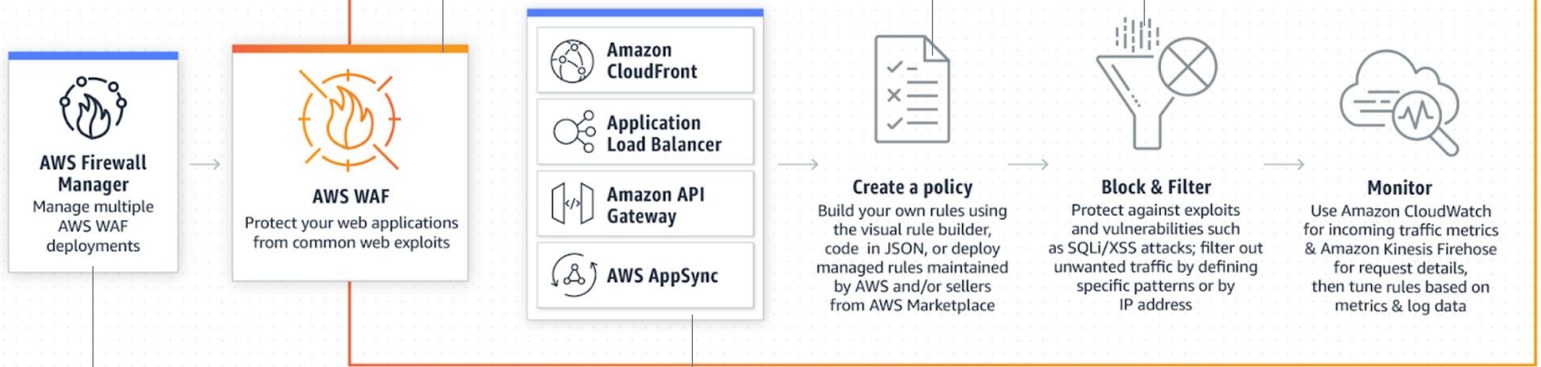 AWS Firewall
Manager
Manage multiple
AWS WAF
deployments
AWS WAF
Protect your web applications
from common web exploits
Amazon
CloudFront
Application
Load Balancer
Amazon API
Gateway
AWS AppSync
Create a policy
Build your own rules using
the visual rule builder,
code in JSON, or deploy
managed rules maintained
by AWS and/or sellers
from AWS Marketplace
Block & Filter
Protect against exploits
and vulnerabilities such
as SQLi/XSS attacks; filter out
unwanted traffic by defining
specific patterns or by
IP address
Monitor
Use Amazon CloudWatch
for incoming traffic metrics
& Amazon Kinesis Firehose
for request details,
then tune rules based on
metrics & log data